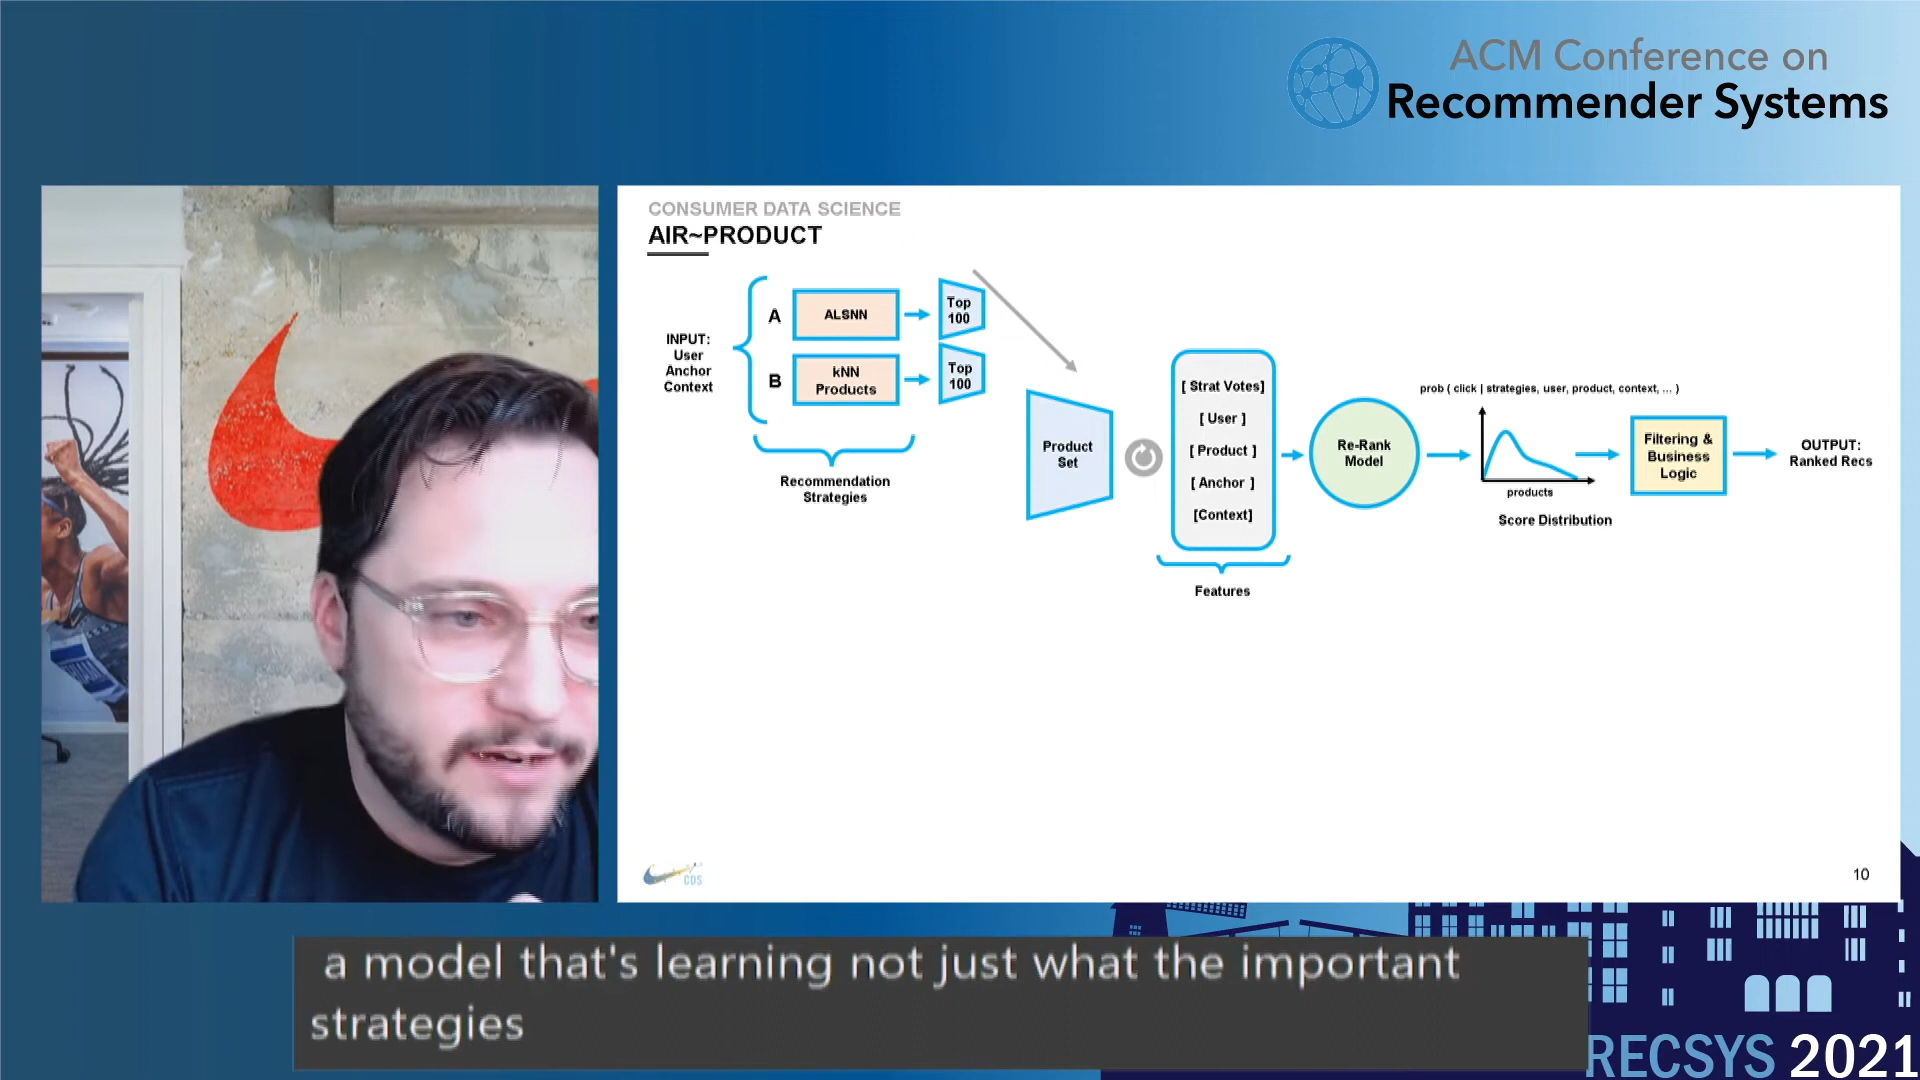 ACM Conference on
Recommender Systems
CONSUMER DATA SCIENCE
AIR~PRODUCT
INPUT:
User
Anchor
Context
A
ALSNN
Top
100
B
kNN
Products
Top
100
Recommendation
Strategies
Product
Set
[ Strat Votes]
[ User ]
[ Product ]
[ Anchor ]
[Context]
Features
Re-Rank
Model
prob ( click | strategies, user, product, context, ... )
products
Score Distribution
Filtering &
Business
Logic
OUTPUT:
Ranked Recs
CDS
10
a model that's learning not just what the important
strategies
RECSYS 2021